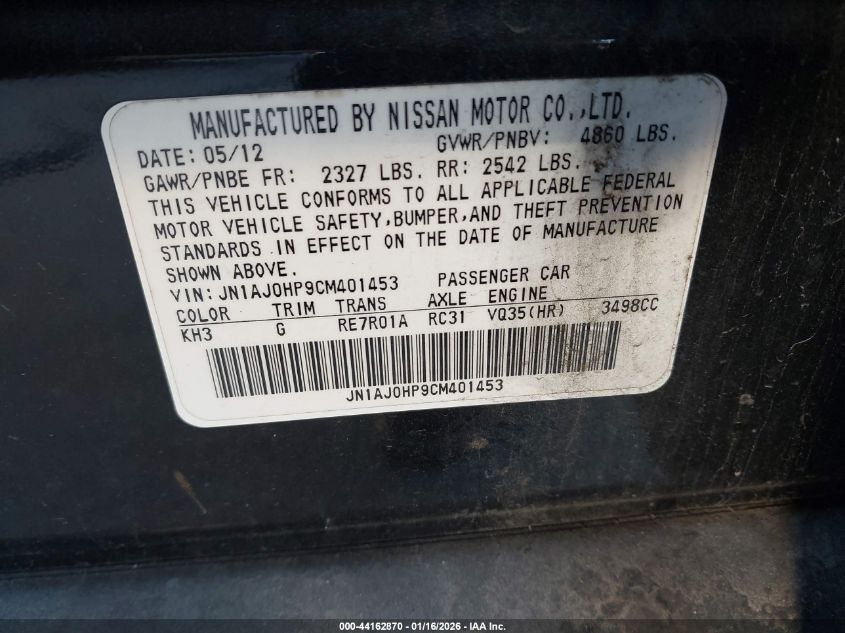 MANUFACTURED BY NISSAN MOTOR CO.,LTD.
DATE: 05/12 GVWR/PNBV: 4860 LBS.
GAWR/PNBE FR: 2327 LBS. RR: 2542 LBS.
THIS VEHICLE CONFORMS TO ALL APPLICABLE FEDERAL
MOTOR VEHICLE SAFETY,BUMPER,AND THEFT PREVENTION
STANDARDS IN EFFECT ON THE DATE OF MANUFACTURE
SHOWN ABOVE.
VIN: JN1AJ0HP9CM401453 PASSENGER CAR
COLOR TRIM TRANS AXLE ENGINE
KH3 G RE7R01A RC31 VQ35(HR) 3498CC
JN1AJ0HP9CM401453
000-44162870 - 01/16/2026 - IAA Inc.